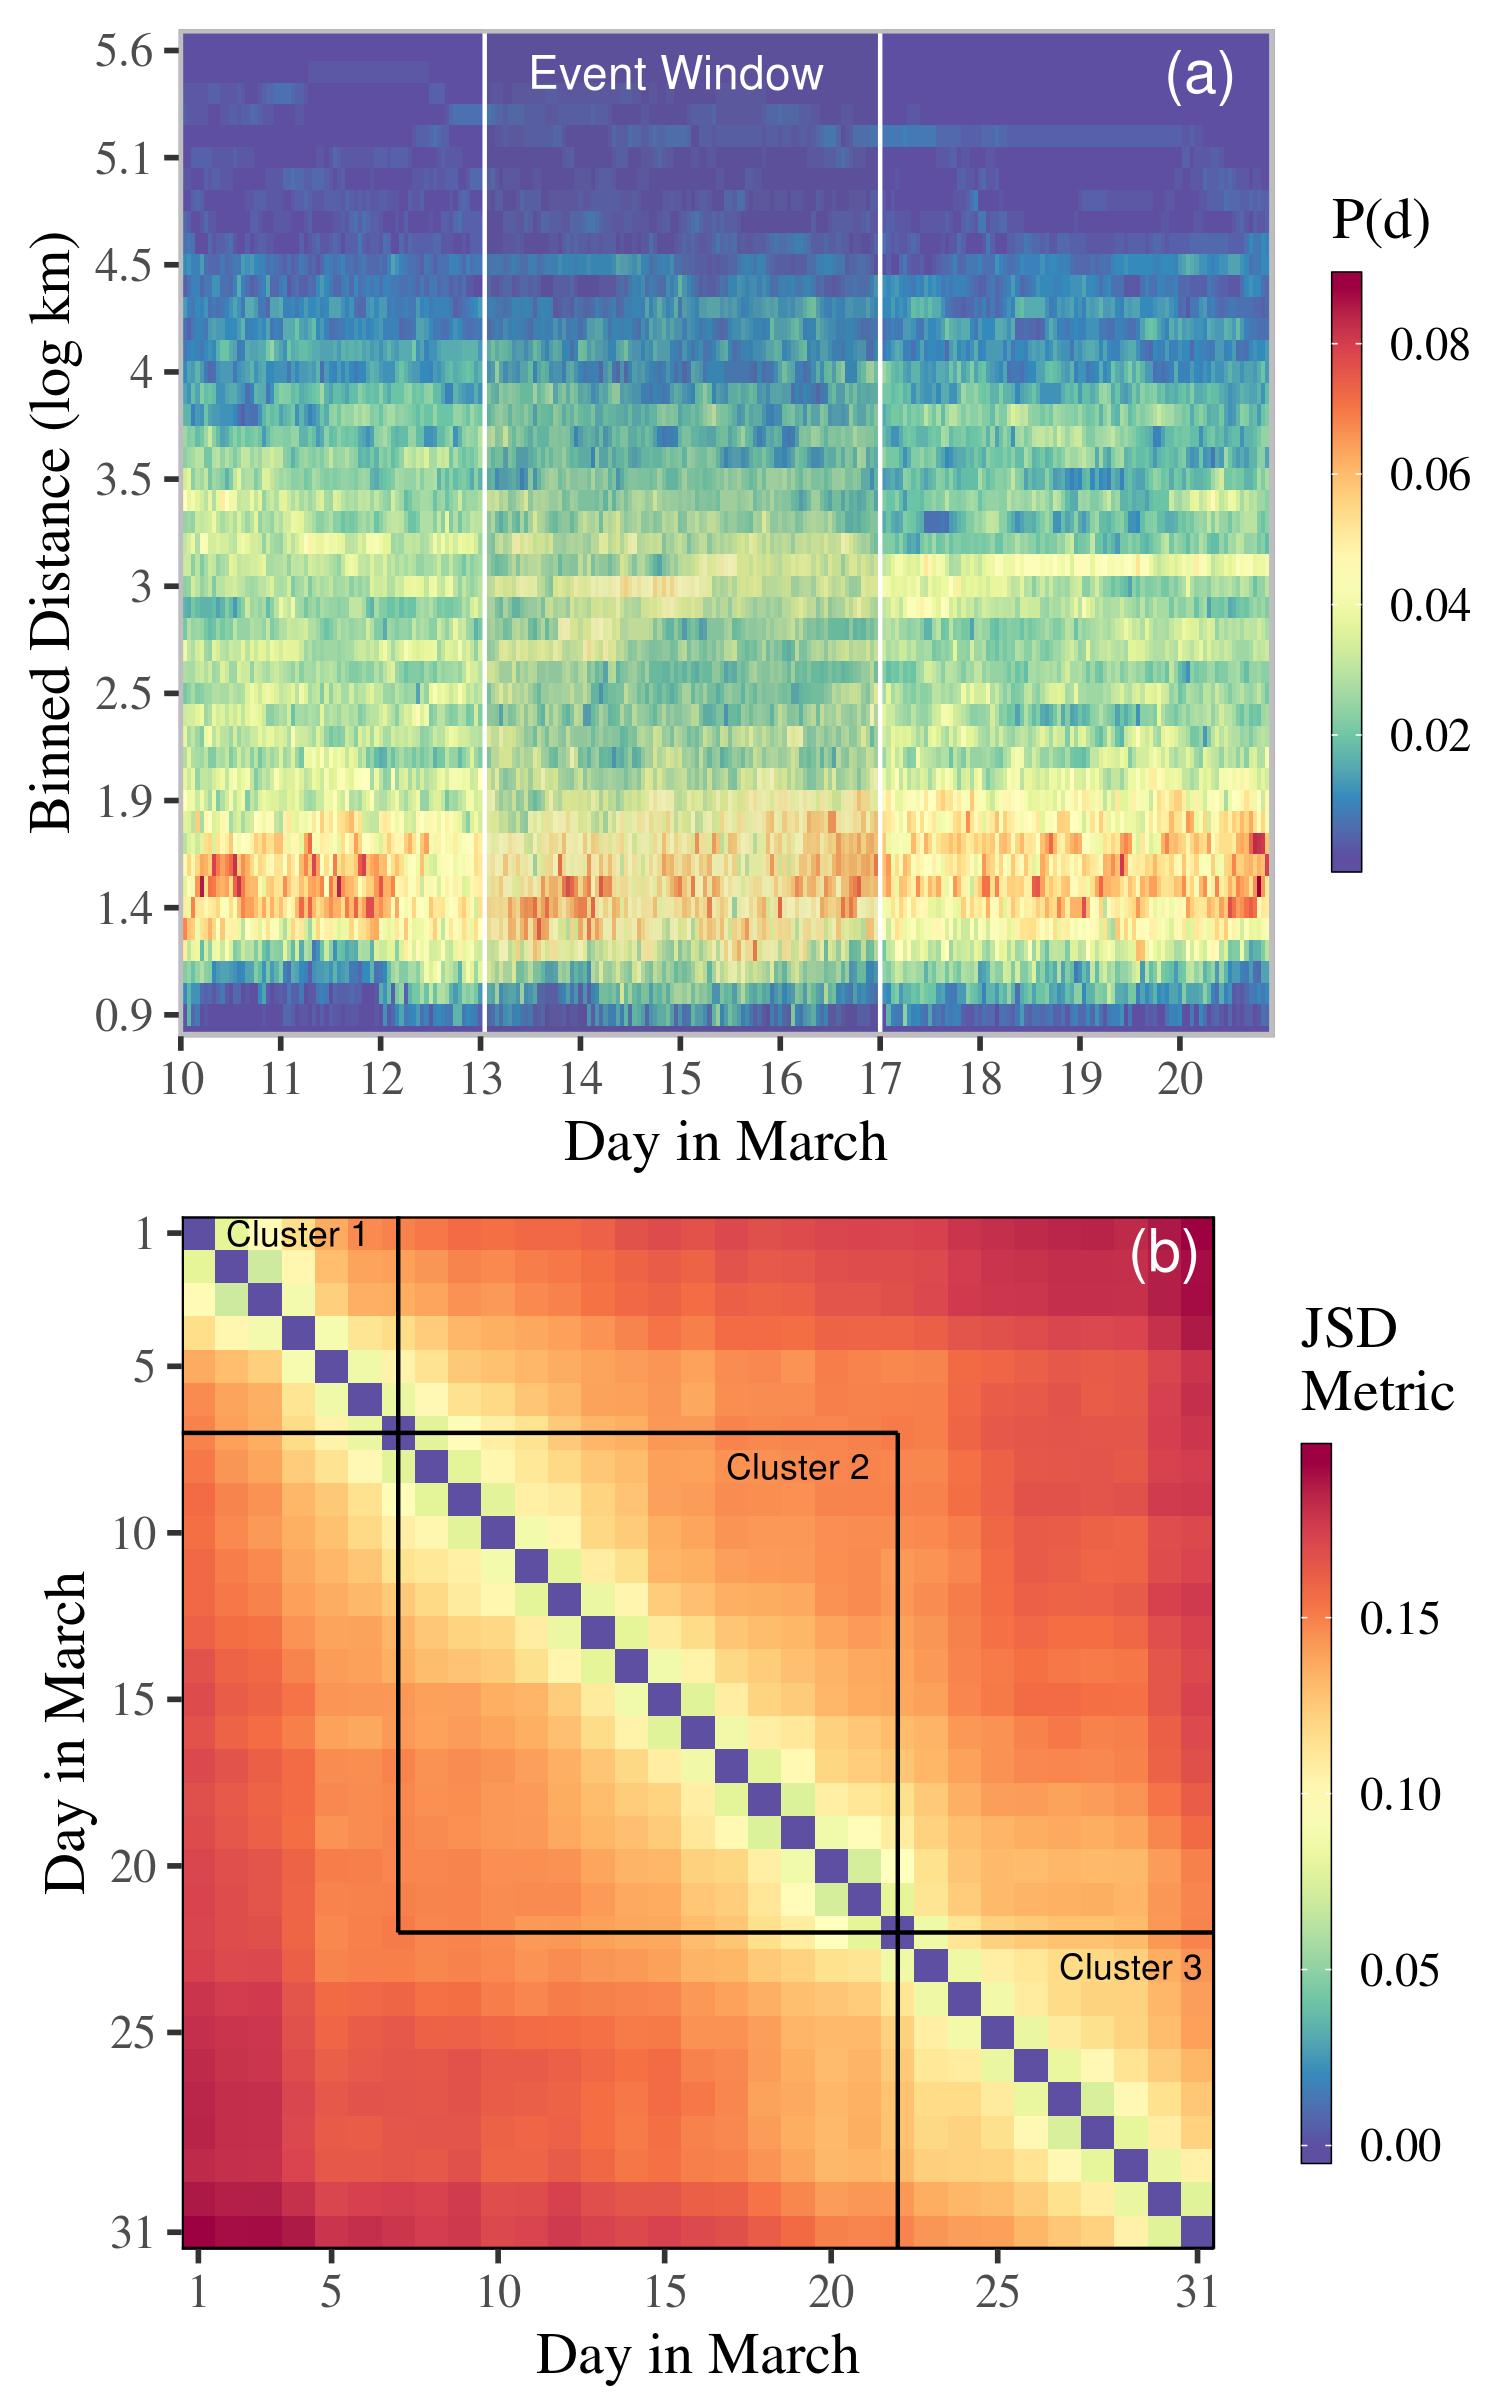 Event Window
(a)
Binned Distance (log km)
5.6
5.1
4.5
4
3.5
3
2.5
1.9
1.4
0.9
10 11 12 13 14 15 16 17 18 19 20
Day in March
P(d)
0.08
0.06
0.04
0.02
Cluster 1
(b)
Cluster 2
Cluster 3
Day in March
1
5
10
15
20
25
31
1 5 10 15 20 25 31
Day in March
JSD
Metric
0.15
0.10
0.05
0.00